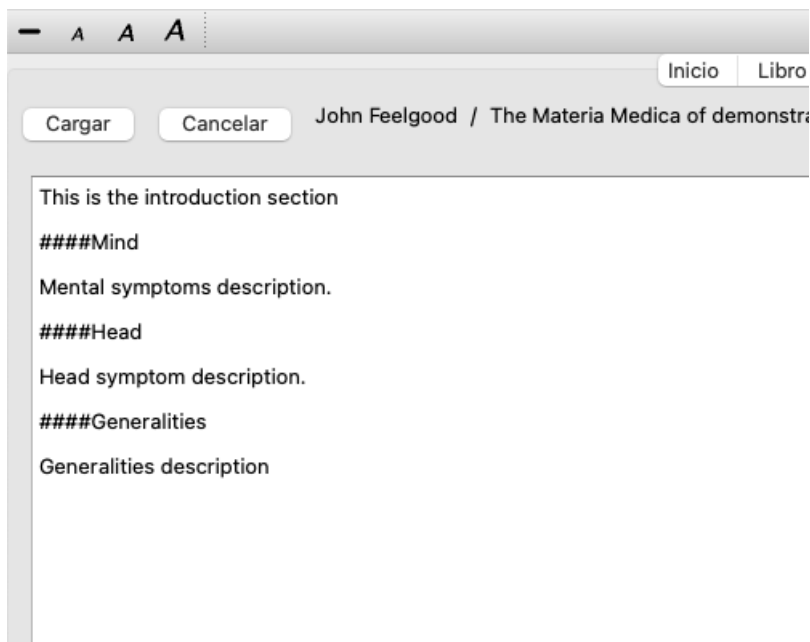 A A A
Inicio Libro
Cargar Cancelar John Feelgood / The Materia Medica of demonstra
This is the introduction section
####Mind
Mental symptoms description.
####Head
Head symptom description.
####Generalities
Generalities description